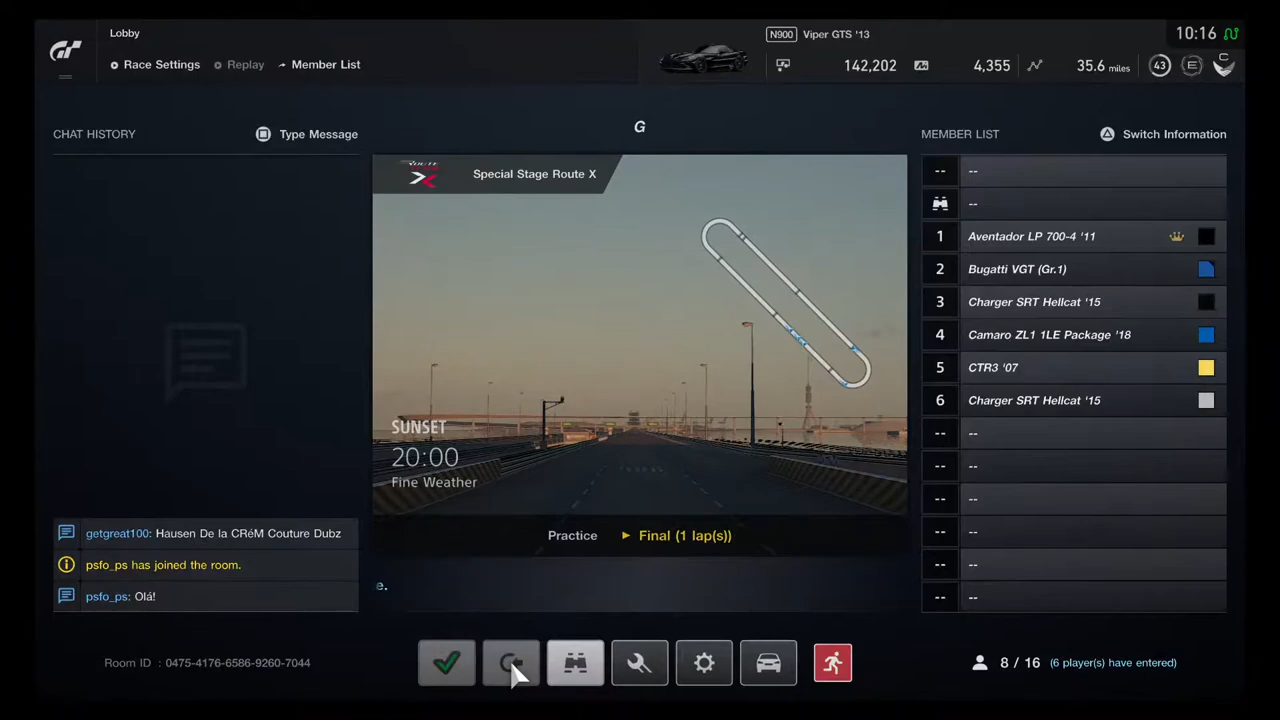 Lobby
N900 Viper GTS '13
10:16
Race Settings
Replay
Member List
142,202
4,355
35.6 miles
43
E
C
CHAT HISTORY
Type Message
G
MEMBER LIST
Switch Information
Special Stage Route X
--
--
--
1 Aventador LP 700-4 '11
2 Bugatti VGT (Gr.1)
3 Charger SRT Hellcat '15
4 Camaro ZL1 1LE Package '18
5 CTR3 '07
6 Charger SRT Hellcat '15
-- --
-- --
-- --
-- --
-- --
-- --
SUNSET
20:00
Fine Weather
Practice
Final (1 lap(s))
getgreat100: Hausen De la CRéM Couture Dubz
psfo_ps has joined the room.
psfo_ps: Olá!
e.
Room ID : 0475-4176-6586-9260-7044
8 / 16 (6 player(s) have entered)